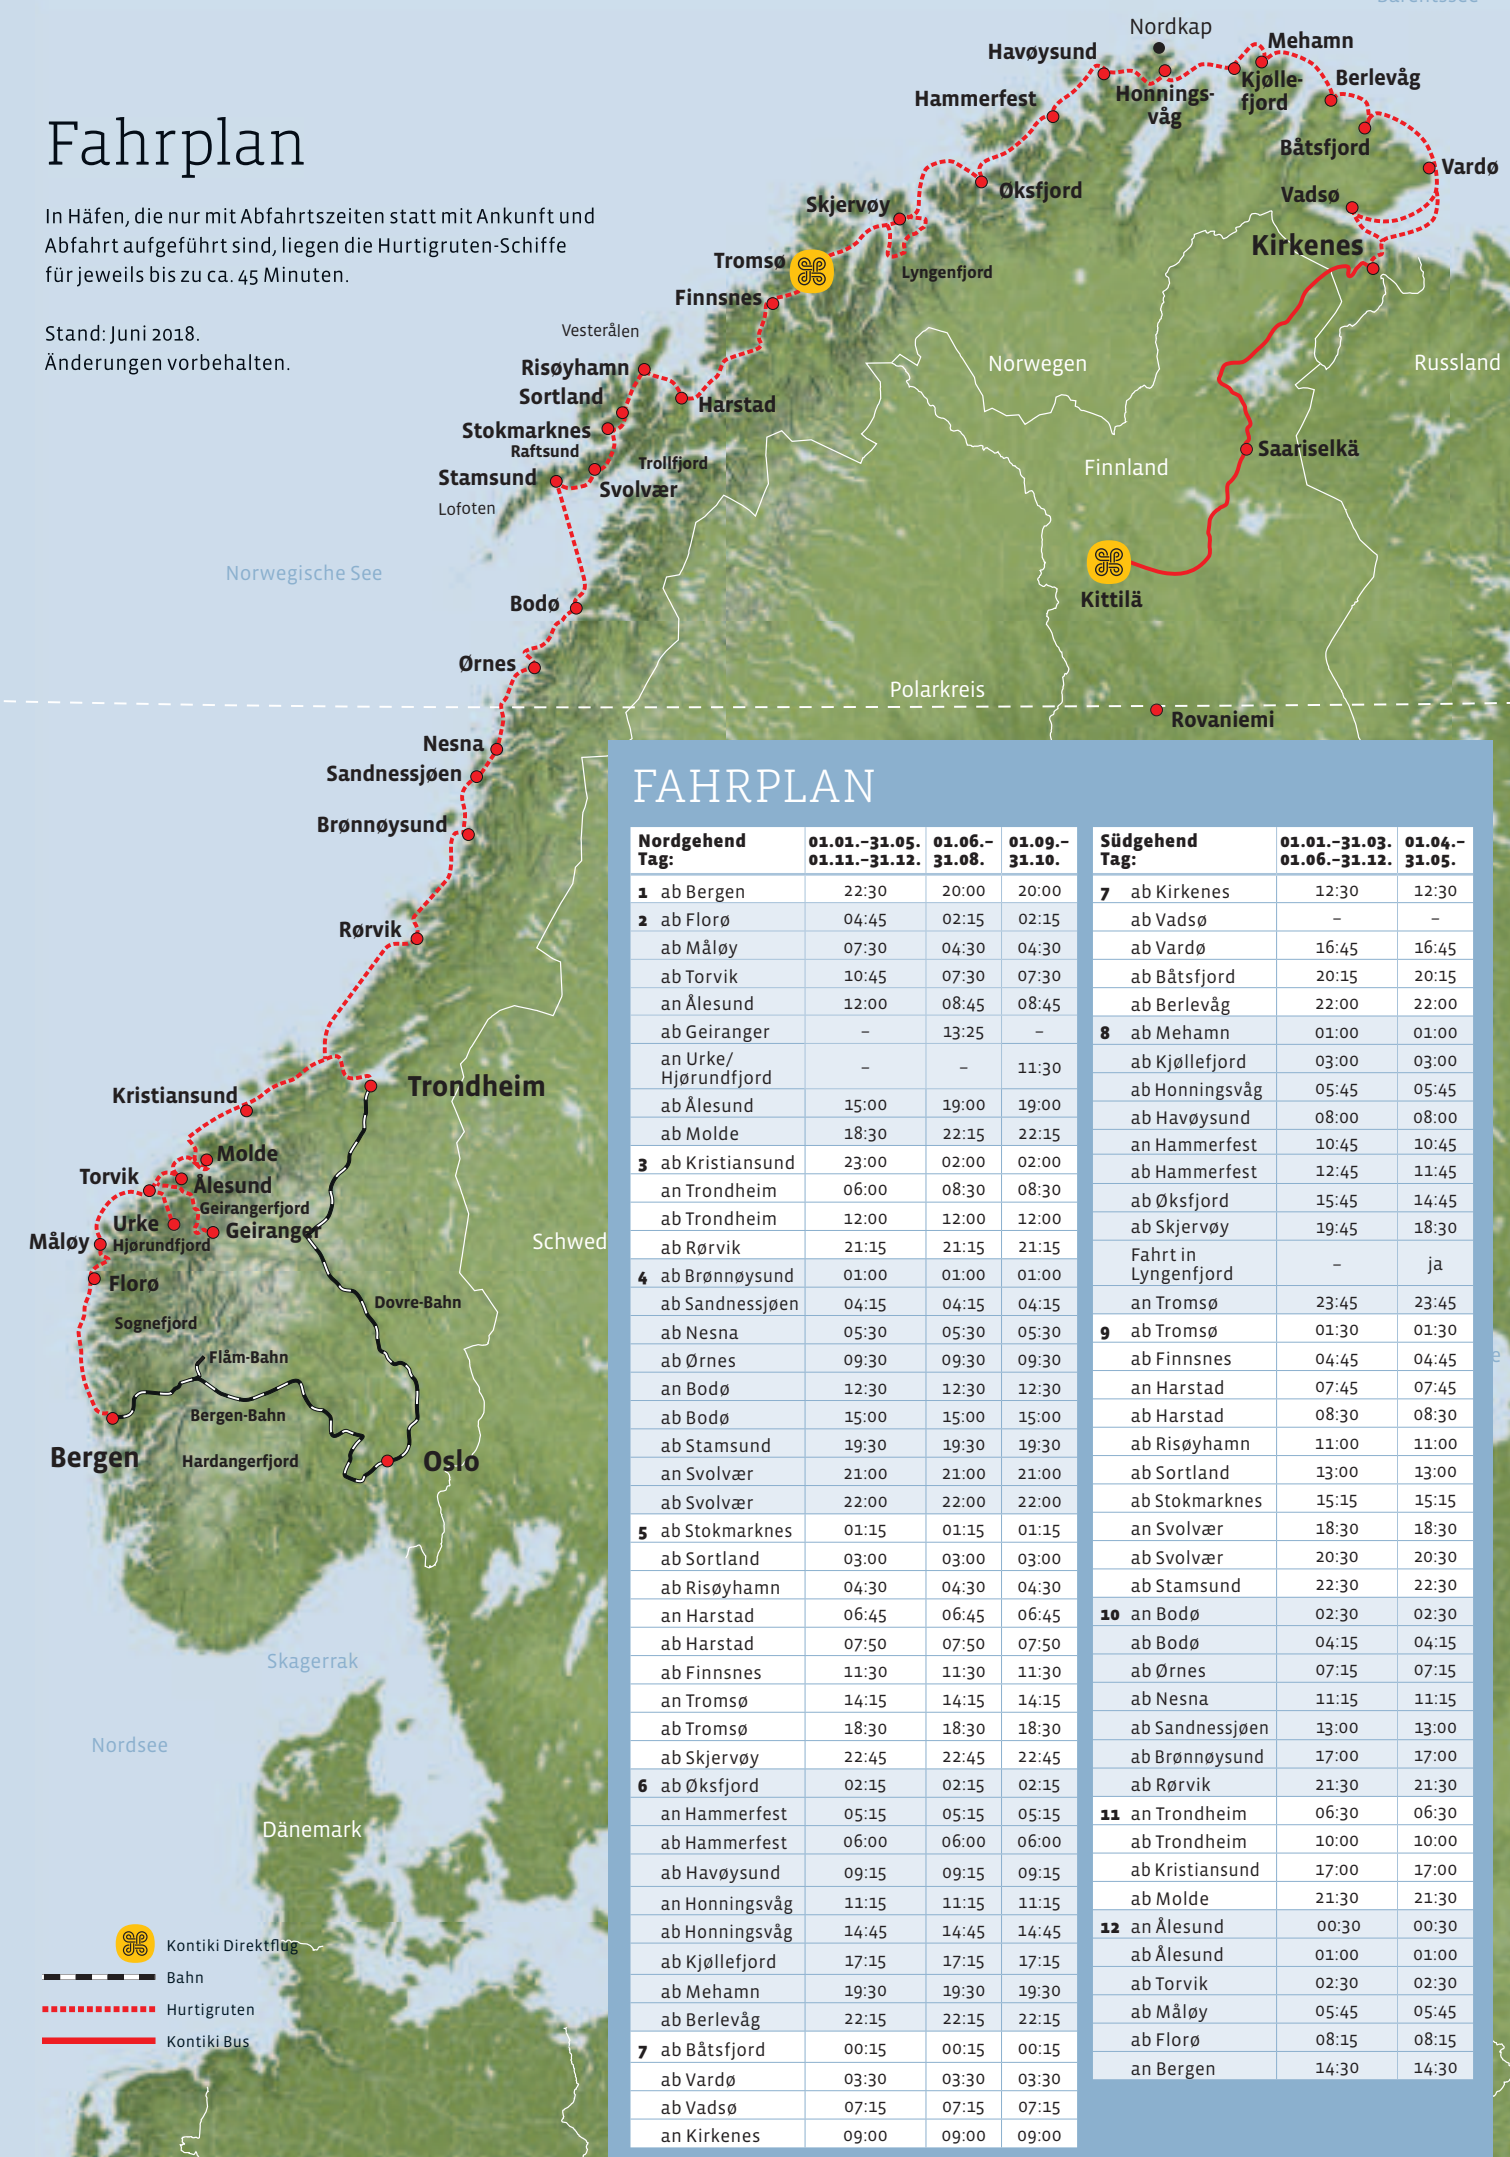 Nordkap
Havøysund
Mehamn
Hammerfest
Honnings-
våg
Kjølle-
fjord
Berlevåg
Båtsfjord
Vardø
Vadsø
Kirkenes
Øksfjord
Skjervøy
Lyngenfjord
Tromsø
Finnsnes
Fahrplan
In Häfen, die nur mit Abfahrtszeiten statt mit Ankunft und
Abfahrt aufgeführt sind, liegen die Hurtigruten-Schiffe
für jeweils bis zu ca. 45 Minuten.
Stand: Juni 2018.
Änderungen vorbehalten.
Vesterålen
Risøyhamn
Sortland
Harstad
Stokmarknes
Raftsund
Trollfjord
Stamsund
Svolvær
Lofoten
Norwegen
Russland
Finnland
Saariselkä
Kittilä
Norwegische See
Bodø
Ørnes
Polarkreis
Rovaniemi
Nesna
Sandnessjøen
Brønnøysund
Rørvik
Trondheim
Kristiansund
Molde
Torvik
Ålesund
Geirangerfjord
Urke
Geiranger
Måløy
Hjørundfjord
Florø
Schwed
Dovre-Bahn
Sognefjord
Flåm-Bahn
Bergen-Bahn
Bergen
Hardangerfjord
Oslo
Skagerrak
Nordsee
Dänemark
Kontiki Direktflug
Bahn
Hurtigruten
Kontiki Bus
FAHRPLAN
Nordgehend 01.01.–31.05. 01.06.– 01.09.–
Tag: 01.11.–31.12. 31.08. 31.10.
1 ab Bergen 22:30 20:00 20:00
2 ab Florø 04:45 02:15 02:15
ab Måløy 07:30 04:30 04:30
ab Torvik 10:45 07:30 07:30
an Ålesund 12:00 08:45 08:45
ab Geiranger – 13:25 –
an Urke/
Hjørundfjord – – 11:30
ab Ålesund 15:00 19:00 19:00
ab Molde 18:30 22:15 22:15
3 ab Kristiansund 23:00 02:00 02:00
an Trondheim 06:00 08:30 08:30
ab Trondheim 12:00 12:00 12:00
ab Rørvik 21:15 21:15 21:15
4 ab Brønnøysund 01:00 01:00 01:00
ab Sandnessjøen 04:15 04:15 04:15
ab Nesna 05:30 05:30 05:30
ab Ørnes 09:30 09:30 09:30
an Bodø 12:30 12:30 12:30
ab Bodø 15:00 15:00 15:00
ab Stamsund 19:30 19:30 19:30
an Svolvær 21:00 21:00 21:00
ab Svolvær 22:00 22:00 22:00
5 ab Stokmarknes 01:15 01:15 01:15
ab Sortland 03:00 03:00 03:00
ab Risøyhamn 04:30 04:30 04:30
an Harstad 06:45 06:45 06:45
ab Harstad 07:50 07:50 07:50
ab Finnsnes 11:30 11:30 11:30
an Tromsø 14:15 14:15 14:15
ab Tromsø 18:30 18:30 18:30
ab Skjervøy 22:45 22:45 22:45
6 ab Øksfjord 02:15 02:15 02:15
an Hammerfest 05:15 05:15 05:15
ab Hammerfest 06:00 06:00 06:00
ab Havøysund 09:15 09:15 09:15
an Honningsvåg 11:15 11:15 11:15
ab Honningsvåg 14:45 14:45 14:45
ab Kjøllefjord 17:15 17:15 17:15
ab Mehamn 19:30 19:30 19:30
ab Berlevåg 22:15 22:15 22:15
7 ab Båtsfjord 00:15 00:15 00:15
ab Vardø 03:30 03:30 03:30
ab Vadsø 07:15 07:15 07:15
an Kirkenes 09:00 09:00 09:00
Südgehend 01.01.–31.03. 01.04.–
Tag: 01.06.–31.12. 31.05.
7 ab Kirkenes 12:30 12:30
ab Vadsø – –
ab Vardø 16:45 16:45
ab Båtsfjord 20:15 20:15
ab Berlevåg 22:00 22:00
8 ab Mehamn 01:00 01:00
ab Kjøllefjord 03:00 03:00
ab Honningsvåg 05:45 05:45
ab Havøysund 08:00 08:00
an Hammerfest 10:45 10:45
ab Hammerfest 12:45 11:45
ab Øksfjord 15:45 14:45
ab Skjervøy 19:45 18:30
Fahrt in
Lyngenfjord – ja
an Tromsø 23:45 23:45
9 ab Tromsø 01:30 01:30
ab Finnsnes 04:45 04:45
an Harstad 07:45 07:45
ab Harstad 08:30 08:30
ab Risøyhamn 11:00 11:00
ab Sortland 13:00 13:00
ab Stokmarknes 15:15 15:15
an Svolvær 18:30 18:30
ab Svolvær 20:30 20:30
ab Stamsund 22:30 22:30
10 an Bodø 02:30 02:30
ab Bodø 04:15 04:15
ab Ørnes 07:15 07:15
ab Nesna 11:15 11:15
ab Sandnessjøen 13:00 13:00
ab Brønnøysund 17:00 17:00
ab Rørvik 21:30 21:30
11 an Trondheim 06:30 06:30
ab Trondheim 10:00 10:00
ab Kristiansund 17:00 17:00
ab Molde 21:30 21:30
12 an Ålesund 00:30 00:30
ab Ålesund 01:00 01:00
ab Torvik 02:30 02:30
ab Måløy 05:45 05:45
ab Florø 08:15 08:15
an Bergen 14:30 14:30